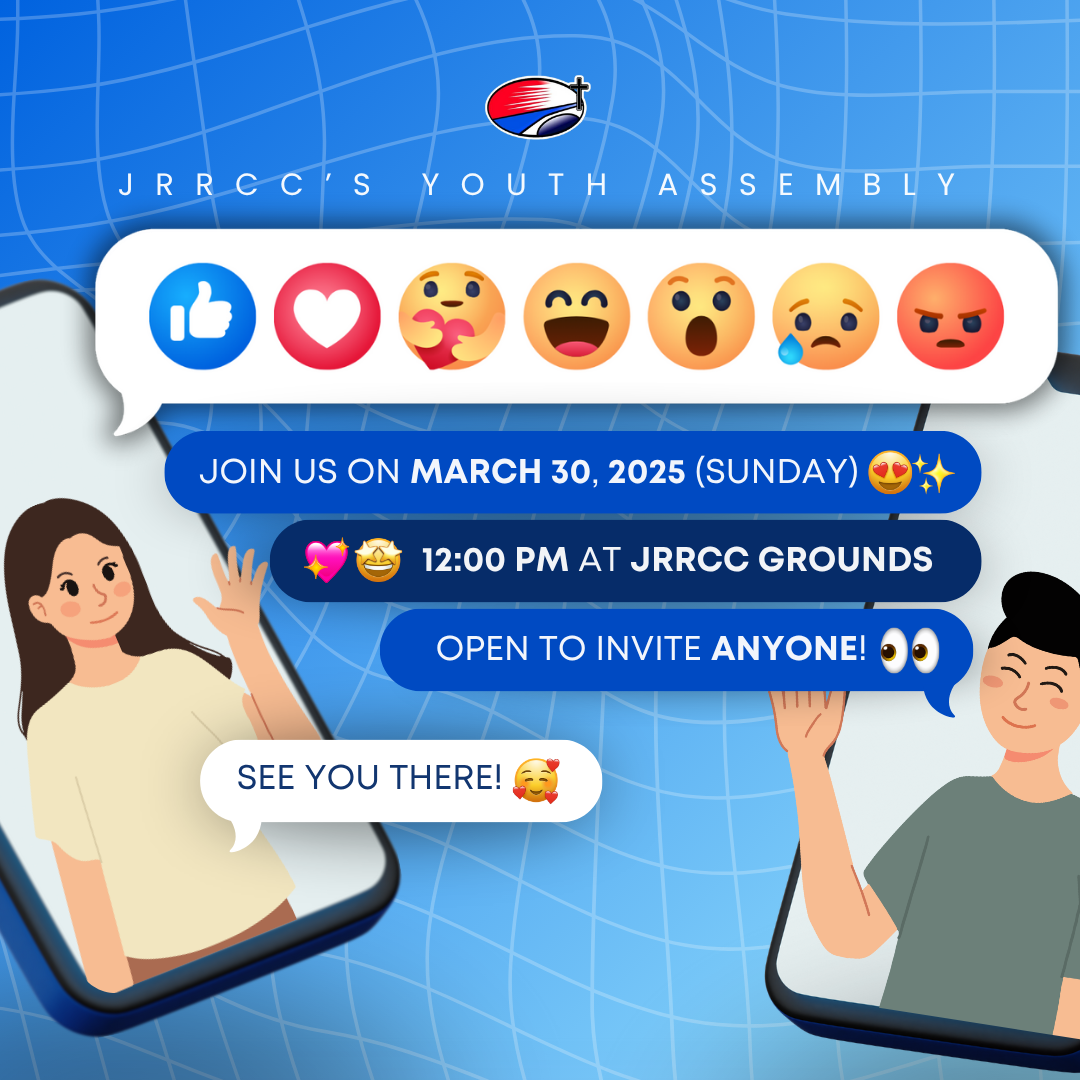 JRRCC'S YOUTH ASSEMBLY
JOIN US ON MARCH 30, 2025 (SUNDAY) 😍✨
💖🤩 12:00 PM AT JRRCC GROUNDS
OPEN TO INVITE ANYONE! 👀
SEE YOU THERE! 🥰